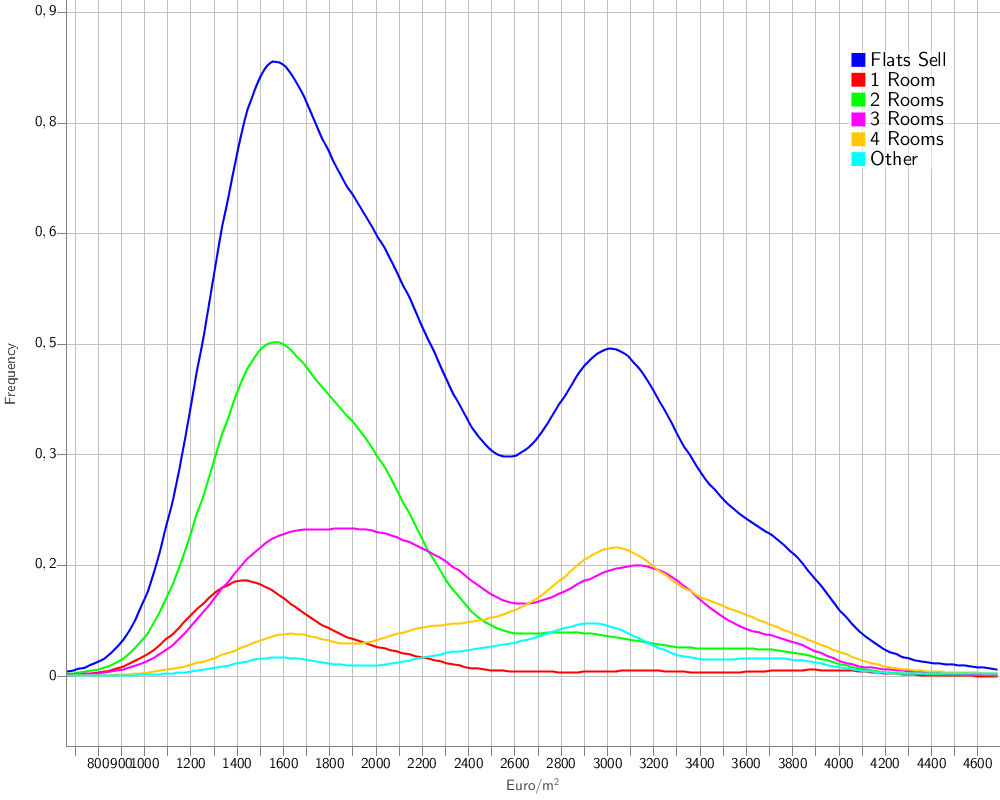 0, 9
Flats Sell
1 Room
2 Rooms
3 Rooms
4 Rooms
Other
0, 8
0, 6
0, 5
0, 3
0, 2
0
Frequency
800 900 1000 1200 1400 1600 1800 2000 2200 2400 2600 2800 3000 3200 3400 3600 3800 4000 4200 4400 4600
Euro/m²